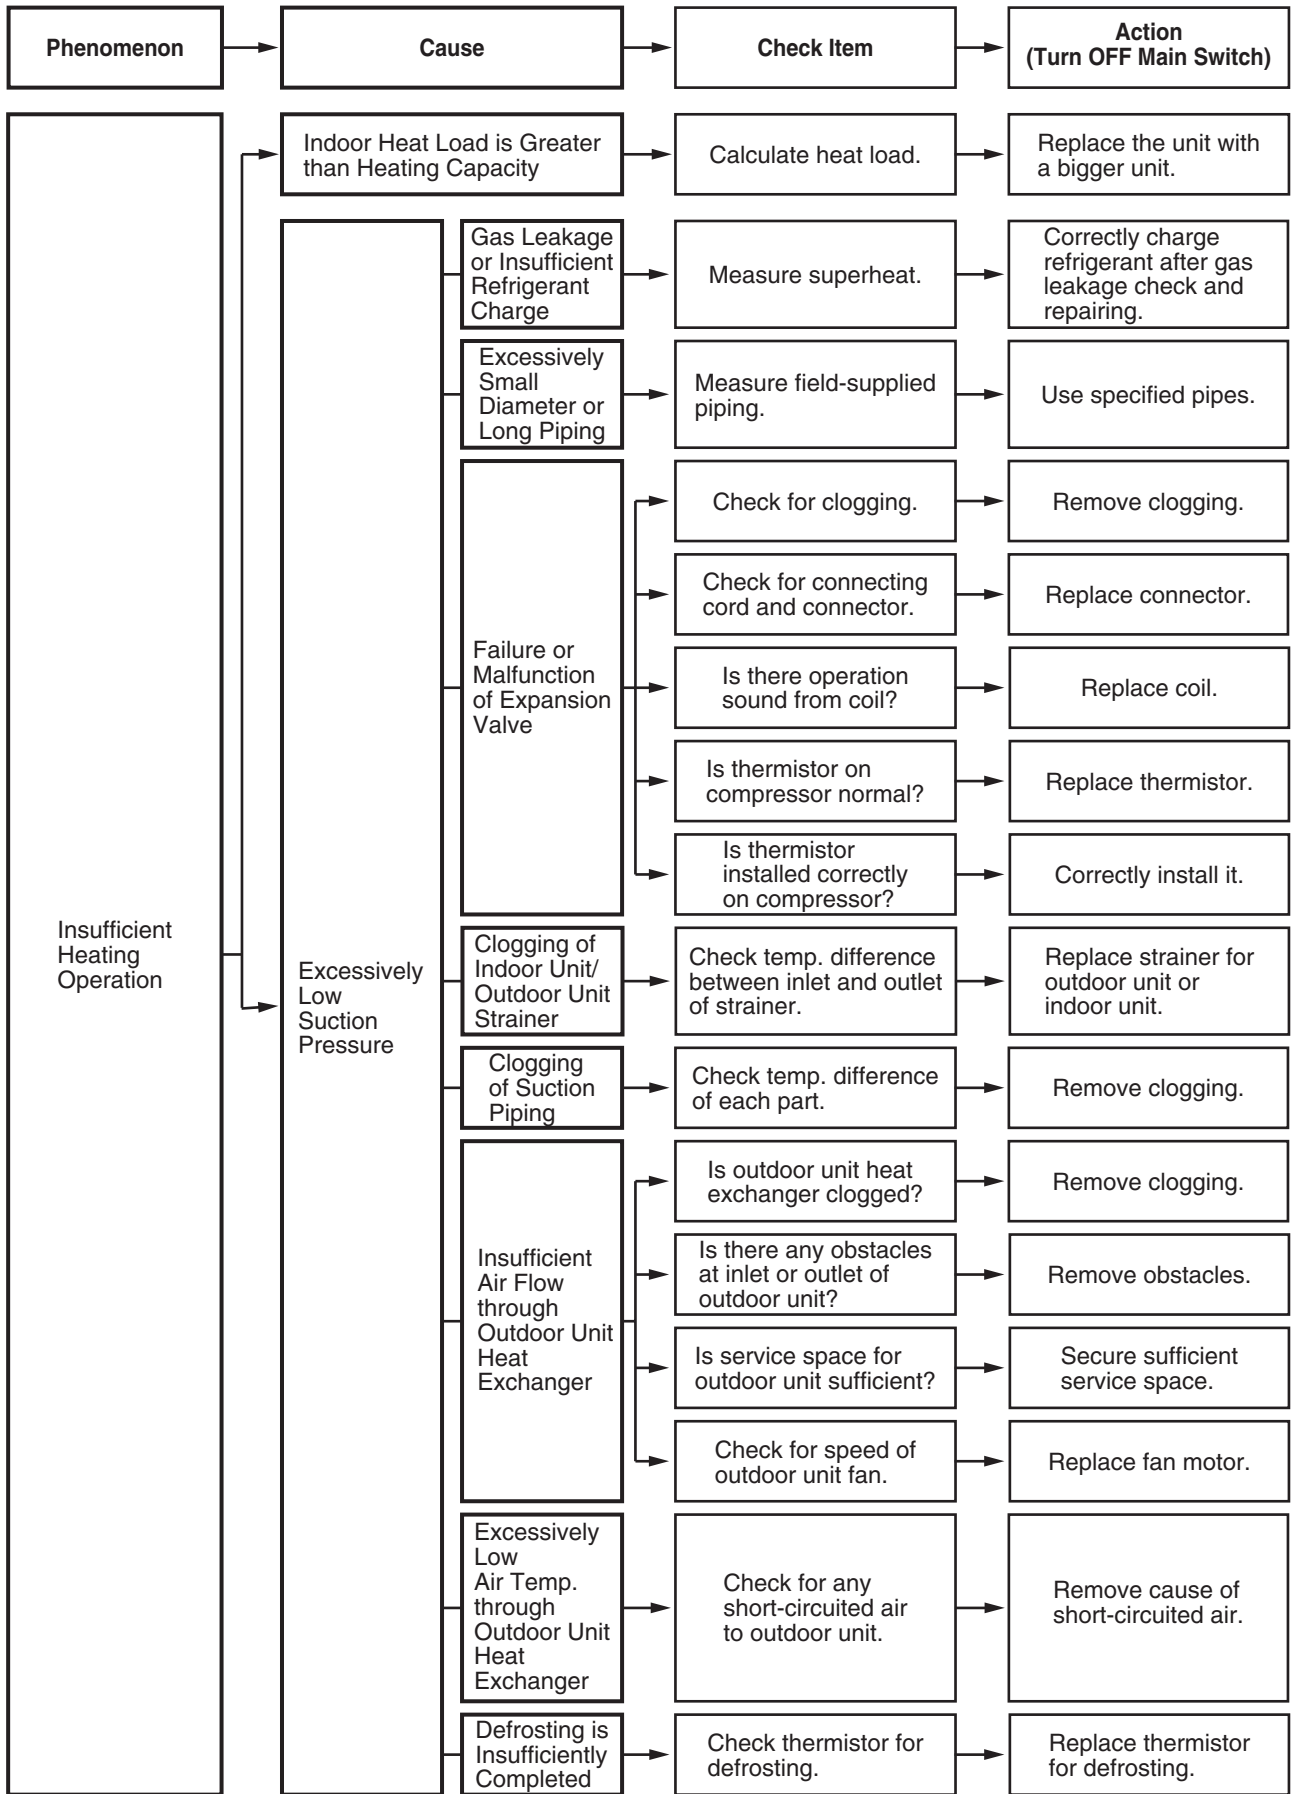 Phenomenon
Cause
Check Item
Action
(Turn OFF Main Switch)
Insufficient
Heating
Operation
Indoor Heat Load is Greater
than Heating Capacity
Calculate heat load.
Replace the unit with
a bigger unit.
Excessively
Low
Suction
Pressure
Gas Leakage
or Insufficient
Refrigerant
Charge
Measure superheat.
Correctly charge
refrigerant after gas
leakage check and
repairing.
Excessively
Small
Diameter or
Long Piping
Measure field-supplied
piping.
Use specified pipes.
Failure or
Malfunction
of Expansion
Valve
Check for clogging.
Remove clogging.
Check for connecting
cord and connector.
Replace connector.
Is there operation
sound from coil?
Replace coil.
Is thermistor on
compressor normal?
Replace thermistor.
Is thermistor
installed correctly
on compressor?
Correctly install it.
Clogging of
Indoor Unit/
Outdoor Unit
Strainer
Check temp. difference
between inlet and outlet
of strainer.
Replace strainer for
outdoor unit or
indoor unit.
Clogging
of Suction
Piping
Check temp. difference
of each part.
Remove clogging.
Insufficient
Air Flow
through
Outdoor Unit
Heat
Exchanger
Is outdoor unit heat
exchanger clogged?
Remove clogging.
Is there any obstacles
at inlet or outlet of
outdoor unit?
Remove obstacles.
Is service space for
outdoor unit sufficient?
Secure sufficient
service space.
Check for speed of
outdoor unit fan.
Replace fan motor.
Excessively
Low
Air Temp.
through
Outdoor Unit
Heat
Exchanger
Check for any
short-circuited air
to outdoor unit.
Remove cause of
short-circuited air.
Defrosting is
Insufficiently
Completed
Check thermistor for
defrosting.
Replace thermistor
for defrosting.